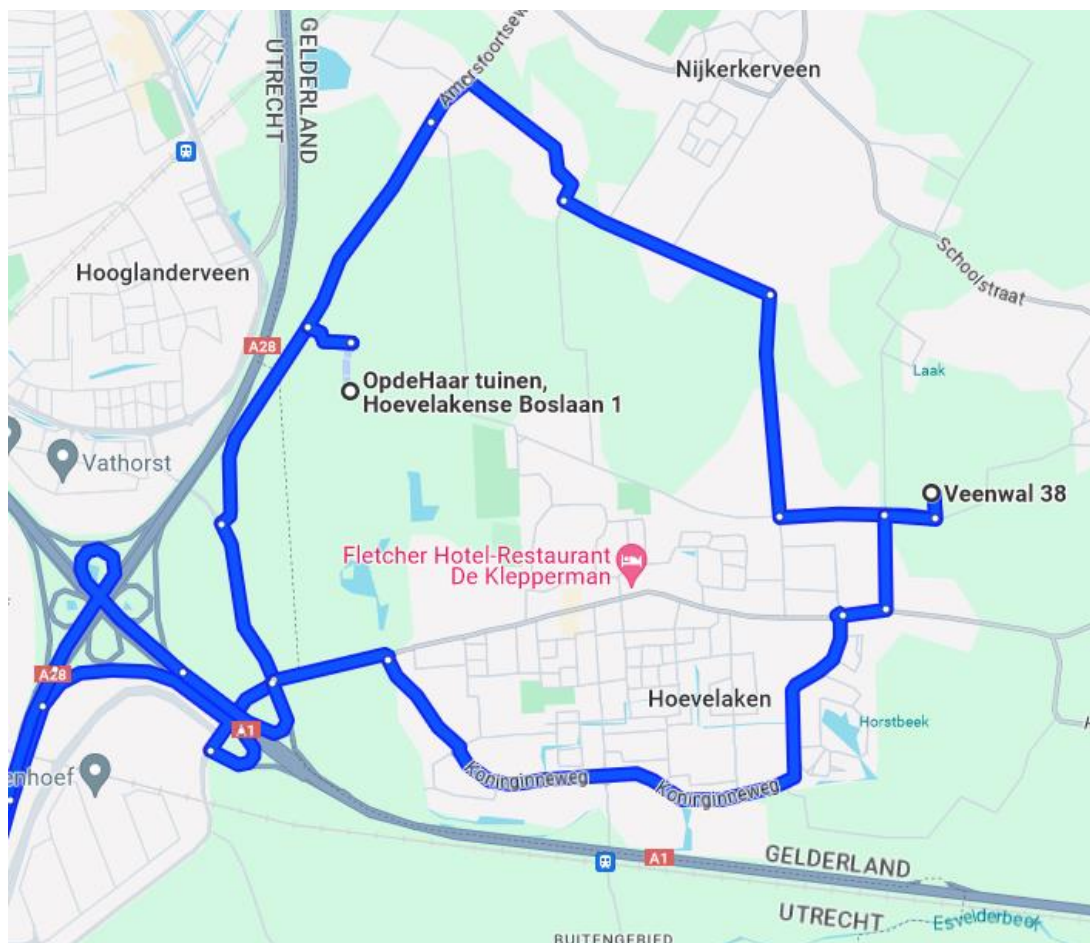 GELDERLAND
UTRECHT
Amersfoortsew
Nijkerkerveen
Hooglanderveen
Schoolstraat
A28
OpdeHaar tuinen,
Hoevelakense Boslaan 1
Laak
Vathorst
Veenwal 38
Fletcher Hotel-Restaurant
De Klepperman
A28
Hoevelaken
Horstbeek
A1
enhoef
Koninginneweg
Koninginneweg
A1
GELDERLAND
UTRECHT
Esvelderbeek
BUITENGEBIED